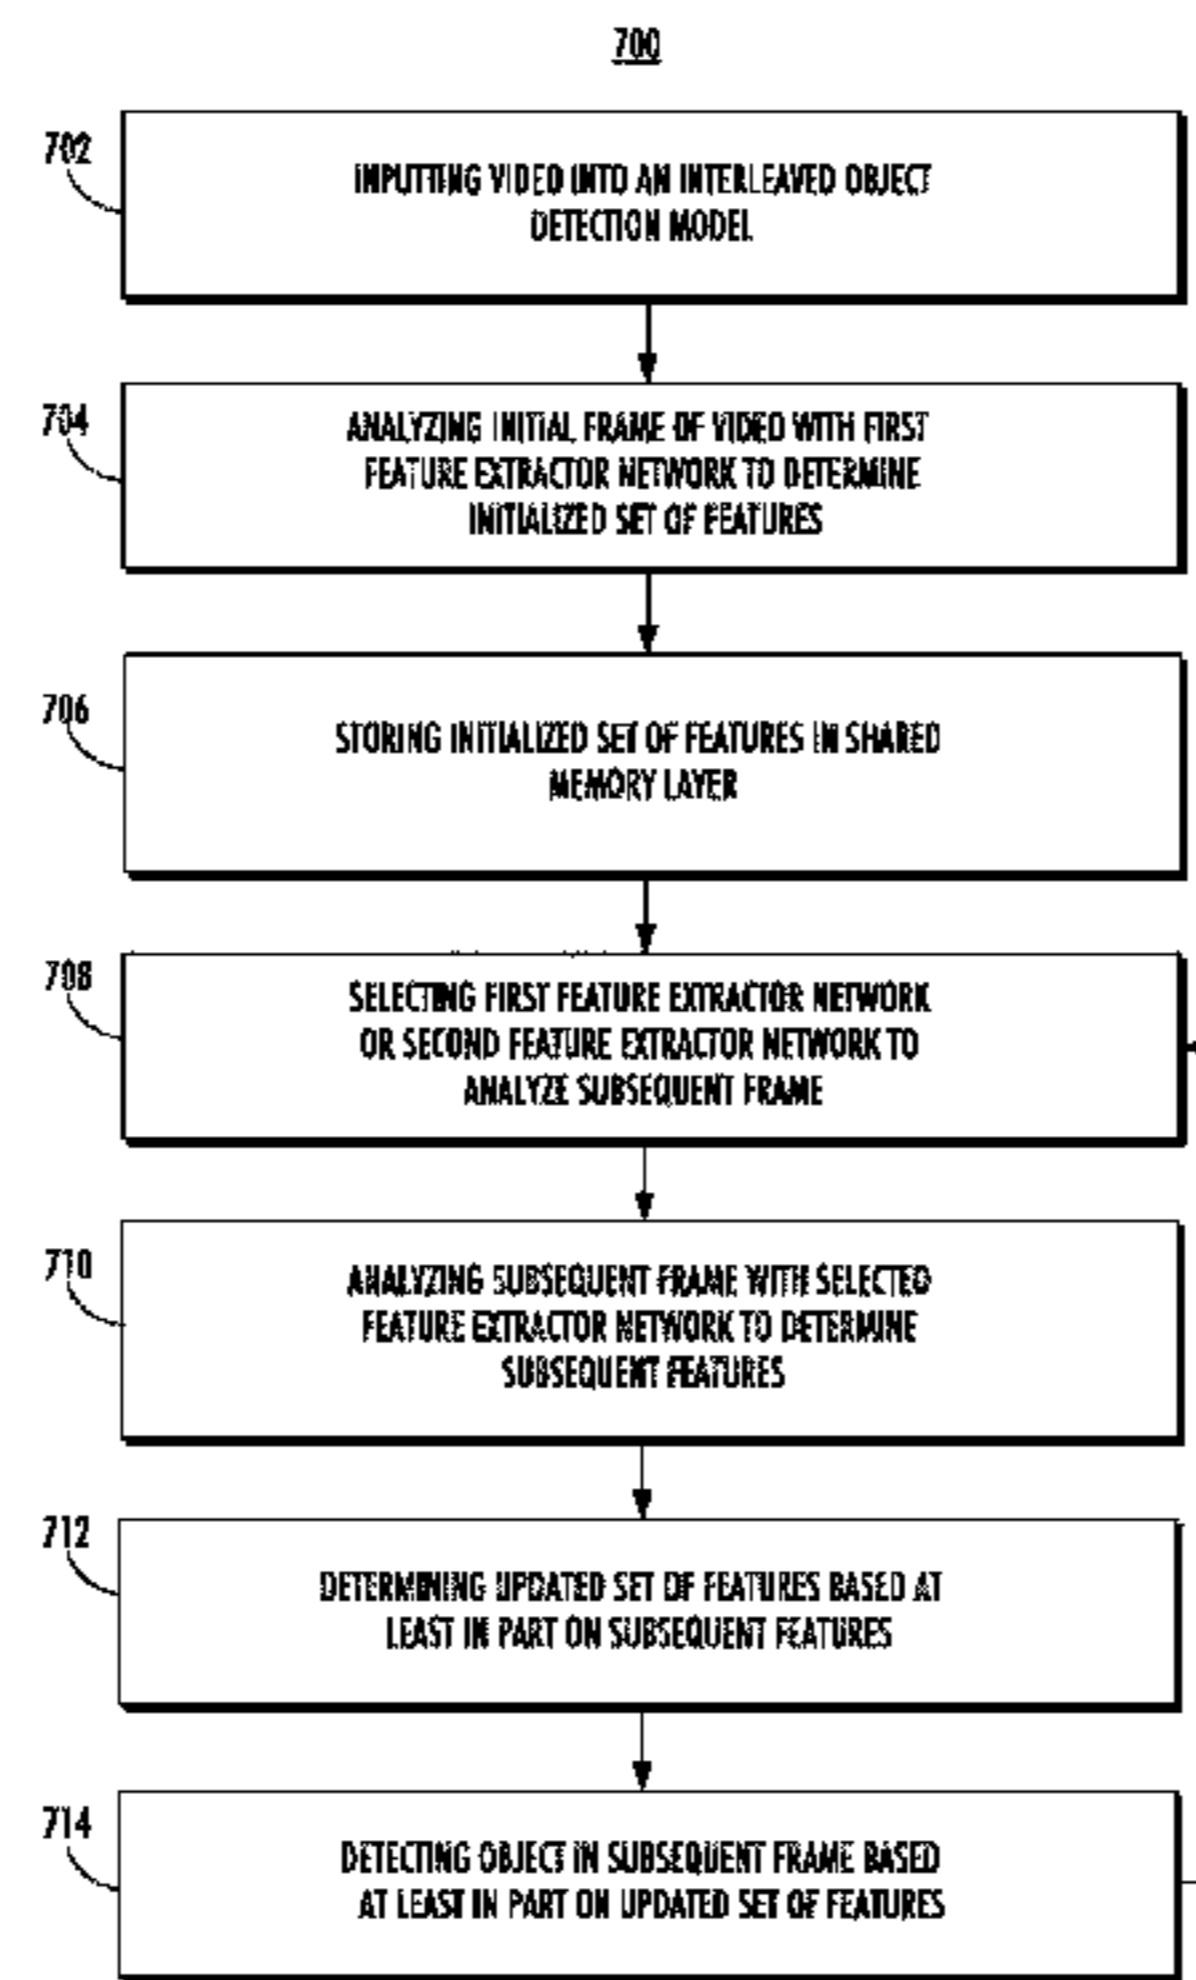 700
702
INPUTTING VIDEO INTO AN INTERLEAVED OBJECT
DETECTION MODEL
704
ANALYZING INITIAL FRAME OF VIDEO WITH FIRST
FEATURE EXTRACTOR NETWORK TO DETERMINE
INITIALIZED SET OF FEATURES
706
STORING INITIALIZED SET OF FEATURES IN SHARED
MEMORY LAYER
708
SELECTING FIRST FEATURE EXTRACTOR NETWORK
OR SECOND FEATURE EXTRACTOR NETWORK TO
ANALYZE SUBSEQUENT FRAME
710
ANALYZING SUBSEQUENT FRAME WITH SELECTED
FEATURE EXTRACTOR NETWORK TO DETERMINE
SUBSEQUENT FEATURES
712
DETERMINING UPDATED SET OF FEATURES BASED AT
LEAST IN PART ON SUBSEQUENT FEATURES
714
DETECTING OBJECT IN SUBSEQUENT FRAME BASED
AT LEAST IN PART ON UPDATED SET OF FEATURES